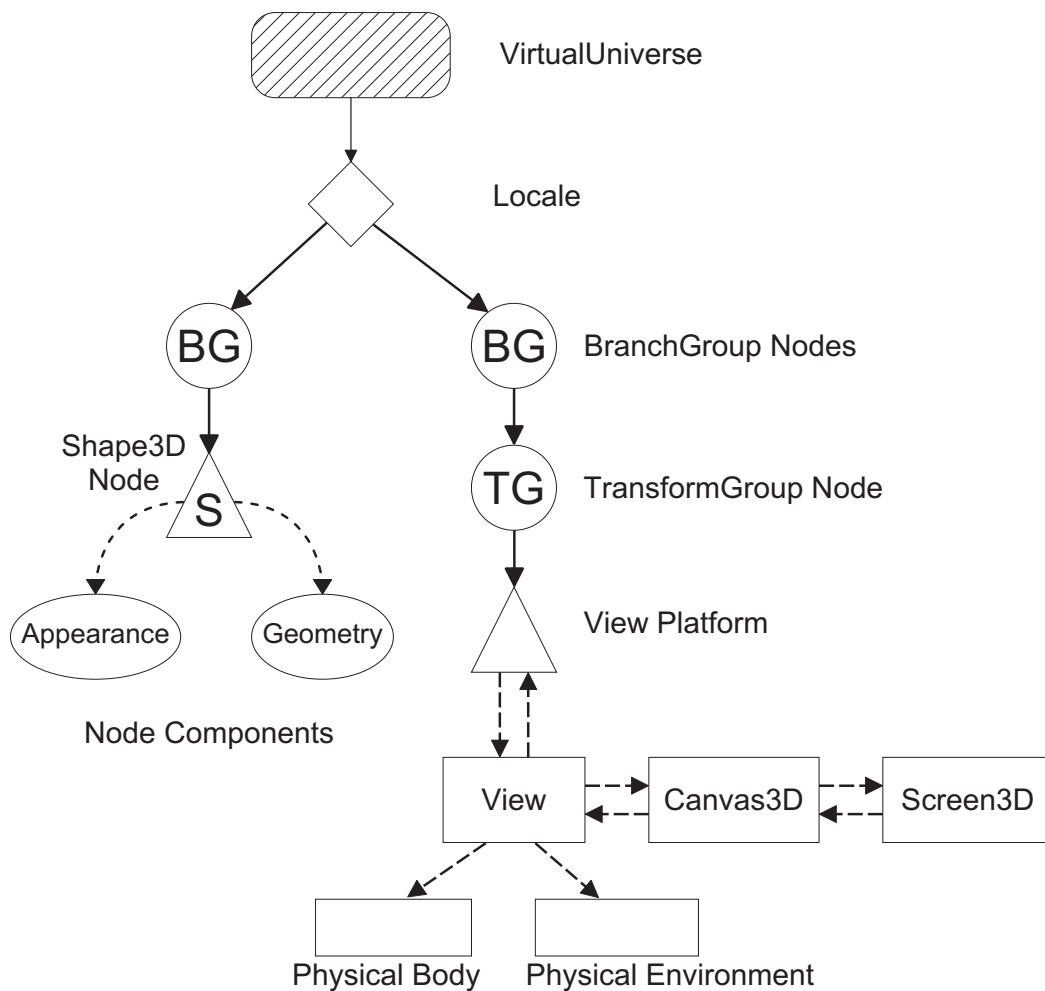 VirtualUniverse
Locale
BG
BG
BranchGroup Nodes
Shape3D
Node
S
TG
TransformGroup Node
Appearance
Geometry
View Platform
Node Components
View
Canvas3D
Screen3D
Physical Body
Physical Environment